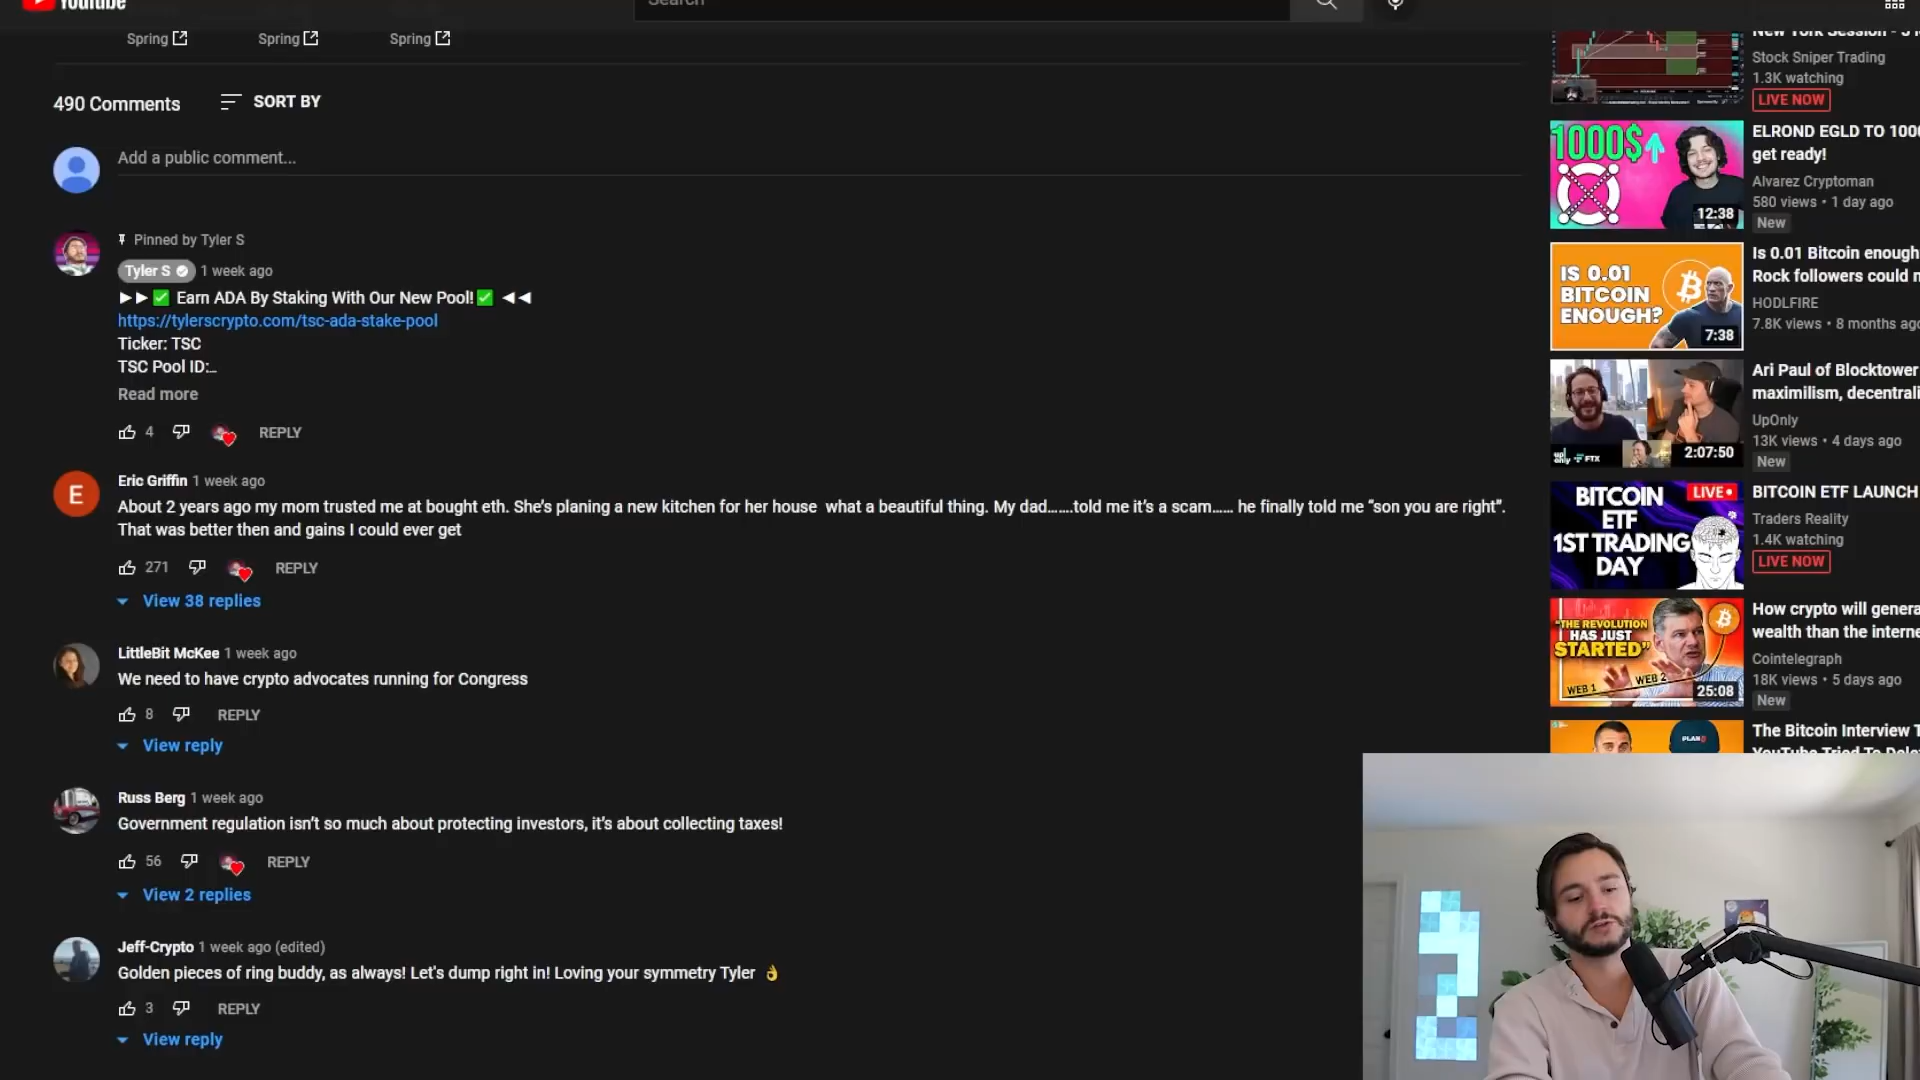 YouTube
Search
Spring
Spring
Spring
490 Comments
SORT BY
Add a public comment...
Pinned by Tyler S
Tyler S
1 week ago
►►✅ Earn ADA By Staking With Our New Pool!✅ ◄◄
https://tylerscrypto.com/tsc-ada-stake-pool
Ticker: TSC
TSC Pool ID:...
Read more
4
REPLY
E
Eric Griffin 1 week ago
About 2 years ago my mom trusted me at bought eth. She's planing a new kitchen for her house  what a beautiful thing. My dad…….told me it's a scam…… he finally told me “son you are right”.
That was better then and gains I could ever get
271
REPLY
View 38 replies
LittleBit McKee 1 week ago
We need to have crypto advocates running for Congress
8
REPLY
View reply
Russ Berg 1 week ago
Government regulation isn't so much about protecting investors, it's about collecting taxes!
56
REPLY
View 2 replies
Jeff-Crypto 1 week ago (edited)
Golden pieces of ring buddy, as always! Let's dump right in! Loving your symmetry Tyler 👌
3
REPLY
View reply
New York Session - 5
Stock Sniper Trading
1.3K watching
LIVE NOW
1000$
12:38
ELROND EGLD TO 100
get ready!
Alvarez Cryptoman
580 views • 1 day ago
New
IS 0.01
BITCOIN
ENOUGH?
7:38
Is 0.01 Bitcoin enough
Rock followers could
HODLFIRE
7.8K views • 8 months ago
up
only
FTX
2:07:50
Ari Paul of Blocktower
maximilism, decentrali
UpOnly
13K views • 4 days ago
New
BITCOIN
LIVE
ETF
1ST TRADING
DAY
BITCOIN ETF LAUNCH
Traders Reality
1.4K watching
LIVE NOW
"THE REVOLUTION
HAS JUST
STARTED"
WEB 1
WEB 2
25:08
How crypto will genera
wealth than the interne
Cointelegraph
18K views • 5 days ago
New
PLAN
The Bitcoin Interview
YouTube Tried To Dele